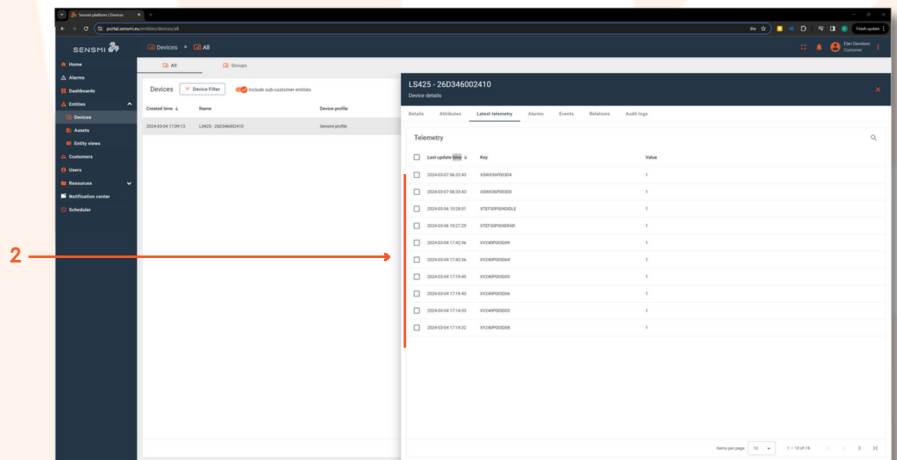 Sensmi platform | Devices
portal.sensmi.eu/entities/devices/all
Finish update
SENSMI
Devices
All
Elan Davidson
Customer
Home
Alarms
Dashboards
Entities
Devices
Assets
Entity views
Customers
Users
Resources
Notification center
Scheduler
All
Groups
Devices
Device Filter
Include sub-customer entities
Created time
Name
Device profile
2024-03-04 17:09:13
LS425 - 26D346002410
Sensmi profile
LS425 - 26D346002410
Device details
Details
Attributes
Latest telemetry
Alarms
Events
Relations
Audit logs
Telemetry
Last update time
Key
Value
2024-03-07 06:33:43
1
2024-03-07 06:33:43
1
2024-03-06 10:28:01
1
2024-03-06 10:27:29
1
2024-03-04 17:42:36
1
2024-03-04 17:42:36
1
2024-03-04 17:19:43
1
2024-03-04 17:19:43
1
2024-03-04 17:14:33
1
2024-03-04 17:14:32
1
2
Items per page:
10